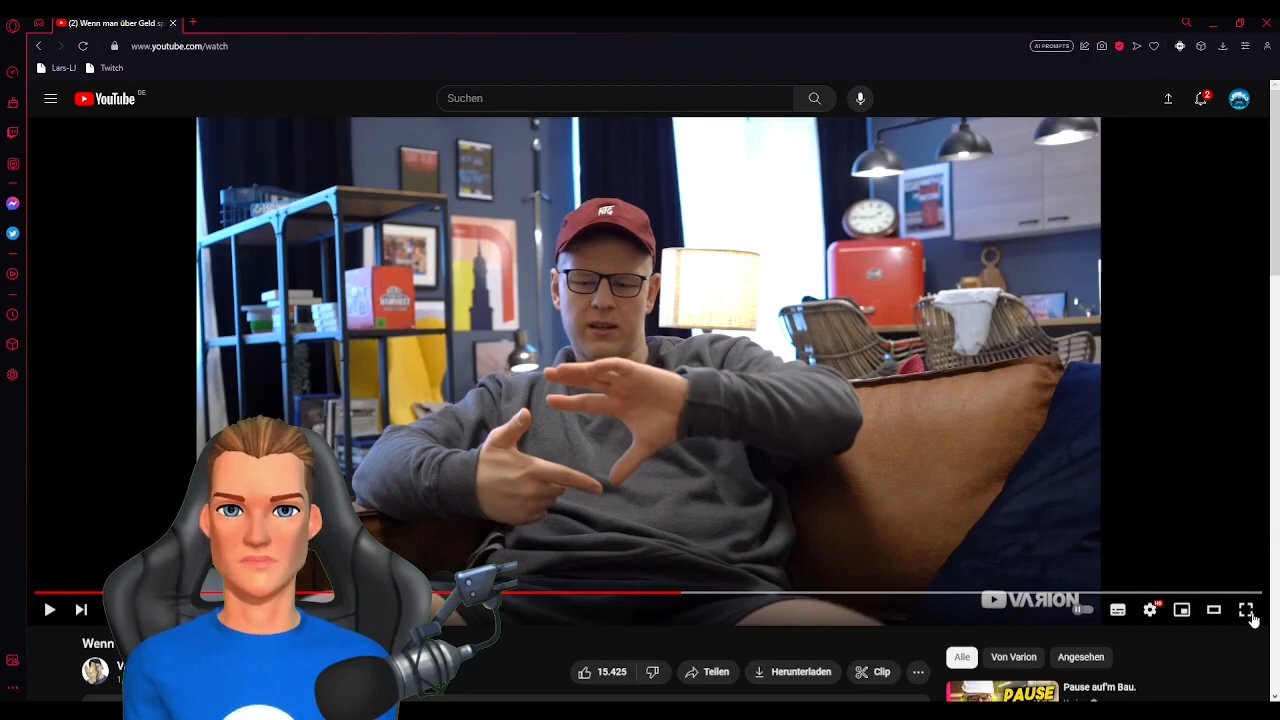 (2) Wenn man über Geld sp
www.youtube.com/watch
AI PROMPTS
Lars-LI
Twitch
YouTube DE
Suchen
2
VARION
HD
Wenn
15.425
Teilen
Herunterladen
Clip
Alle
Von Varion
Angesehen
PAUSE
Pause auf'm Bau.